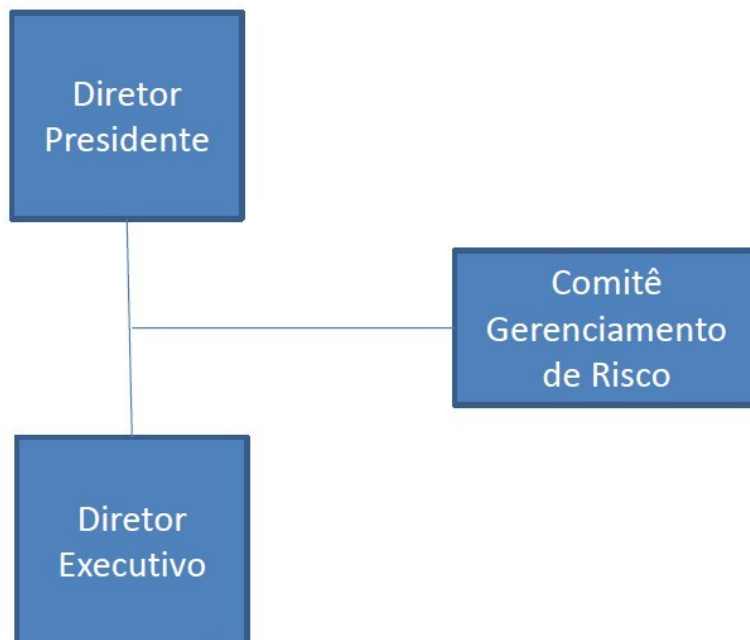 Diretor
Presidente
Comitê
Gerenciamento
de Risco
Diretor
Executivo